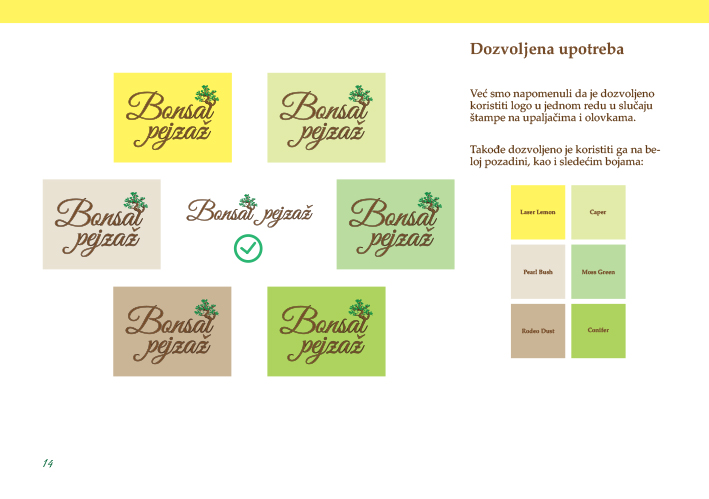 Dozvoljena upotreba
Već smo napomenuli da je dozvoljeno
koristiti logo u jednom redu u slučaju
štampe na upaljačima i olovkama.
Takođe dozvoljeno je koristiti ga na be-
loj pozadini, kao i sledećim bojama:
Bonsai
pejzaž
Bonsai
pejzaž
Bonsai
pejzaž
Bonsai pejzaž
Bonsai
pejzaž
Bonsai
pejzaž
Bonsai
pejzaž
Laser Lemon
Caper
Pearl Bush
Moss Green
Rodeo Dust
Conifer
14